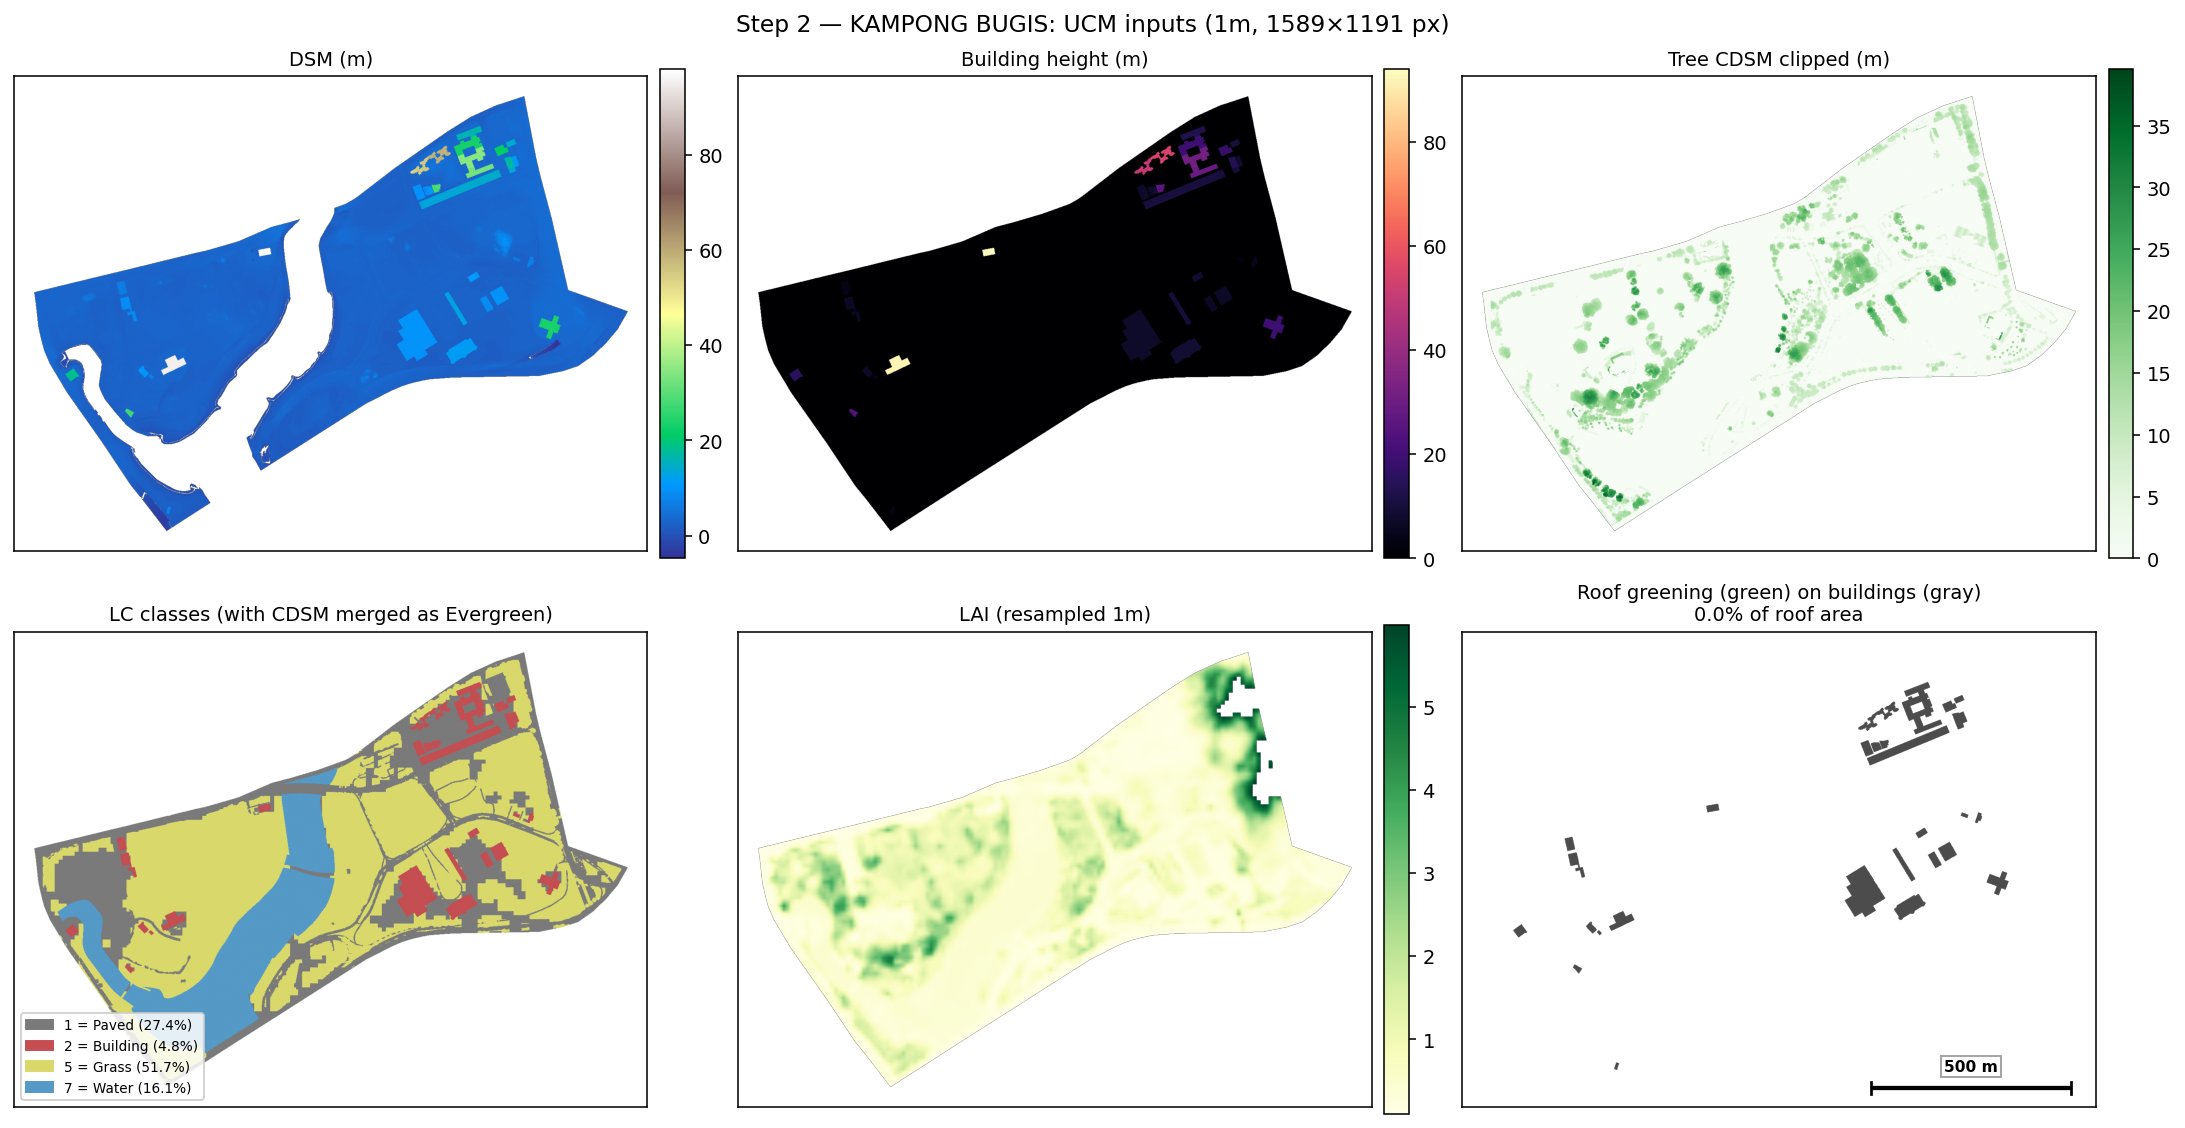 Step 2 — KAMPONG BUGIS: UCM inputs (1m, 1589×1191 px)
DSM (m)
80
60
40
20
0
Building height (m)
80
60
40
20
0
Tree CDSM clipped (m)
35
30
25
20
15
10
5
0
LC classes (with CDSM merged as Evergreen)
1 = Paved (27.4%)
2 = Building (4.8%)
5 = Grass (51.7%)
7 = Water (16.1%)
LAI (resampled 1m)
5
4
3
2
1
Roof greening (green) on buildings (gray)
0.0% of roof area
500 m